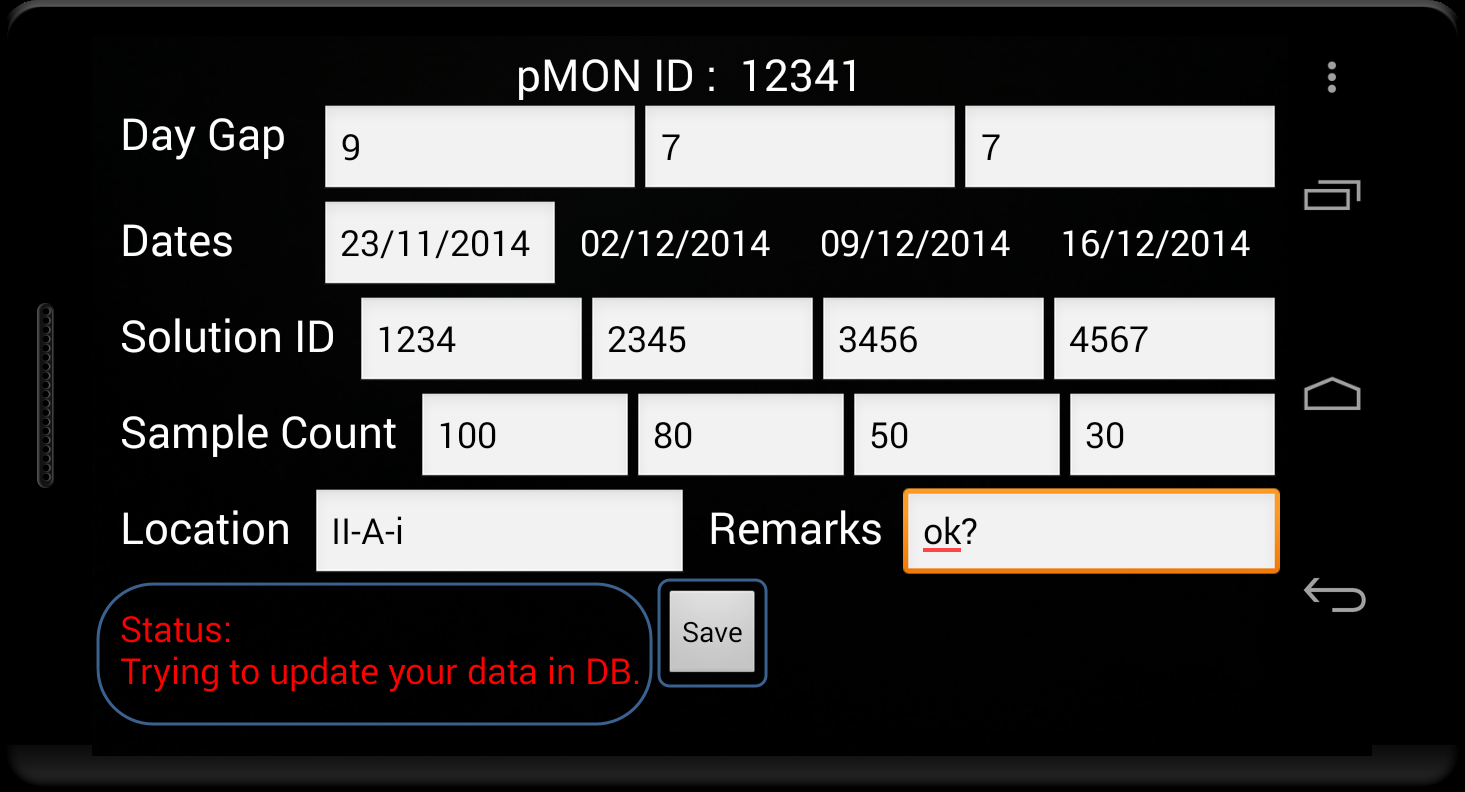 pMON ID :  12341
Day Gap 9 7 7
Dates 23/11/2014 02/12/2014 09/12/2014 16/12/2014
Solution ID 1234 2345 3456 4567
Sample Count 100 80 50 30
Location II-A-i Remarks ok?
Status:
Trying to update your data in DB.
Save